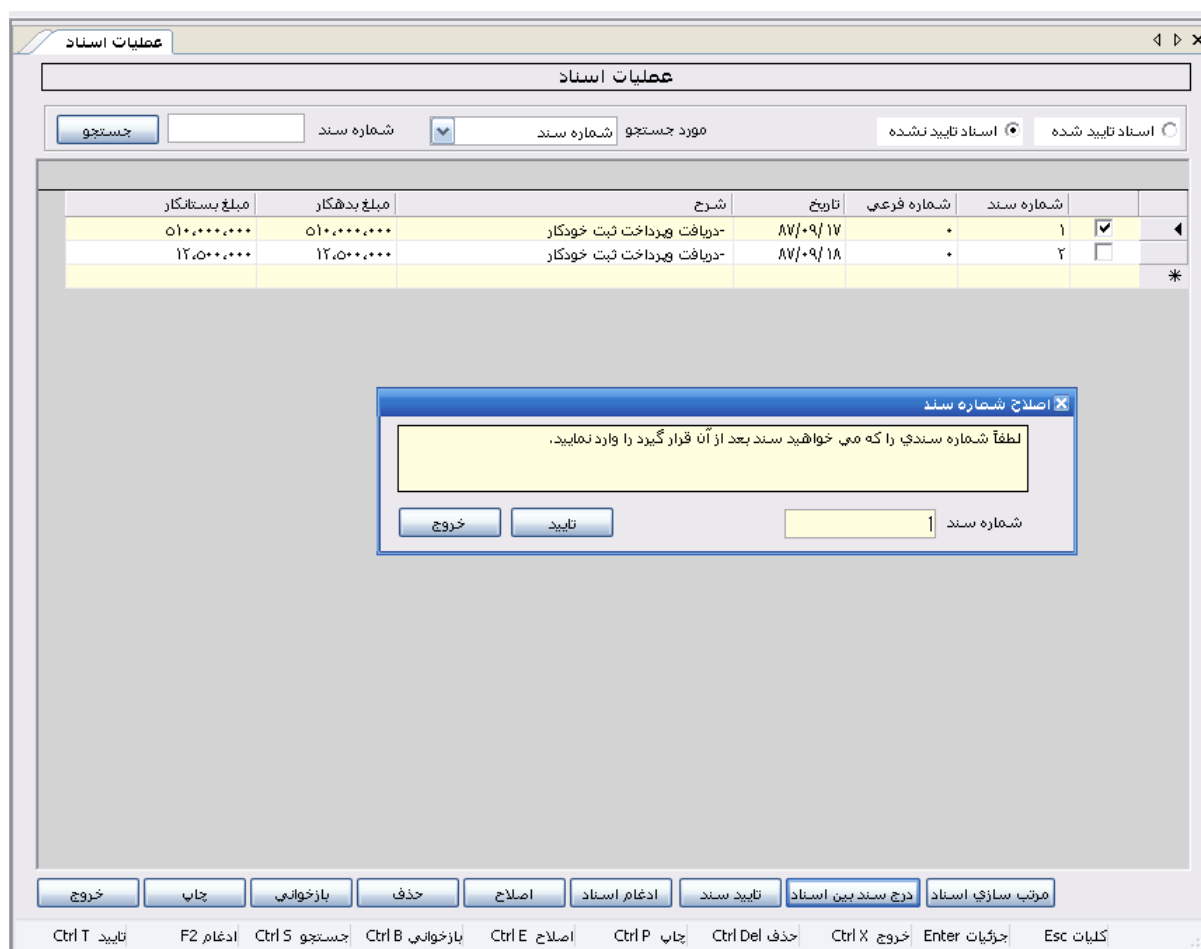 عملیات اسناد
عملیات اسناد
اسناد تایید شده اسناد تایید نشده مورد جستجو شماره سند شماره سند جستجو
شماره سند شماره فرعي تاریخ شرح مبلغ بدهکار مبلغ بستانکار
۱ ۰ ۸۷/۰۹/۱۷ -دریافت وپرداخت ثبت خودکار ۵۱۰,۰۰۰,۰۰۰ ۵۱۰,۰۰۰,۰۰۰
۲ ۰ ۸۷/۰۹/۱۸ -دریافت وپرداخت ثبت خودکار ۱۲,۵۰۰,۰۰۰ ۱۲,۵۰۰,۰۰۰
اصلاح شماره سند
لطفآ شماره سندي را که مي خواهید سند بعد از آن قرار گیرد را وارد نمایید.
شماره سند 1 تایید خروج
مرتب سازي اسناد درج سند بین اسناد تایید سند ادغام اسناد اصلاح حذف بازخواني چاپ خروج
کلیات Esc جزئیات Enter خروج Ctrl X حذف Ctrl Del چاپ Ctrl P اصلاح Ctrl E بازخواني Ctrl B جستجو Ctrl S ادغام F2 تایید Ctrl T